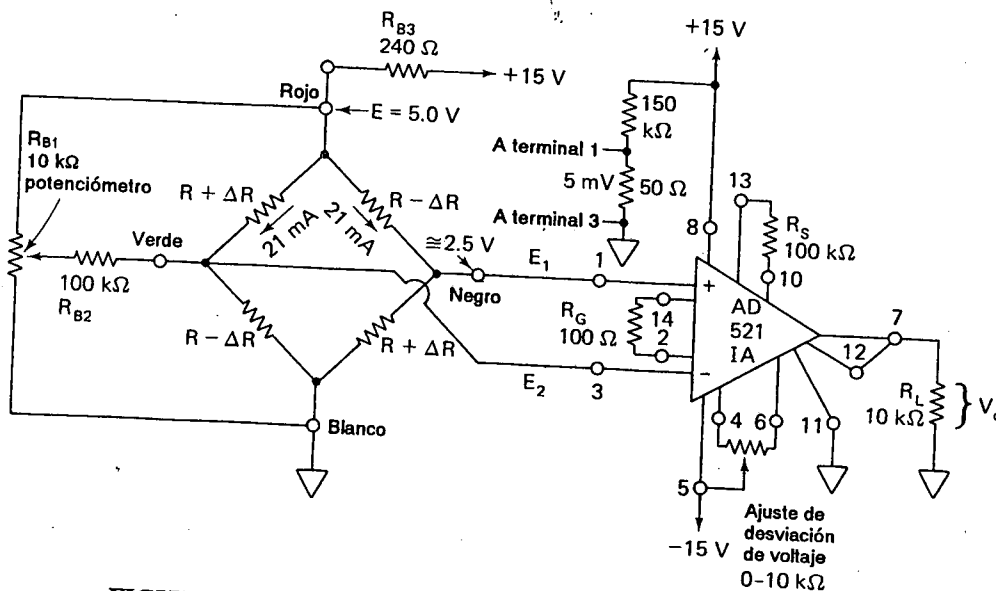 R_B3
240 Ω
+15 V
Rojo
E = 5.0 V
R_B1
10 kΩ
potenciómetro
R + ΔR
R − ΔR
21 mA
21 mA
Verde
100 kΩ
R_B2
≅2.5 V
Negro
R − ΔR
R + ΔR
Blanco
+15 V
150
kΩ
A terminal 1
5 mV
50 Ω
A terminal 3
13
R_S
100 kΩ
8
10
E₁
1
+
AD
521
IA
R_G
100 Ω
14
2
−
E₂
3
7
12
R_L
10 kΩ
4
6
11
5
−15 V
Ajuste de
desviación
de voltaje
0–10 kΩ